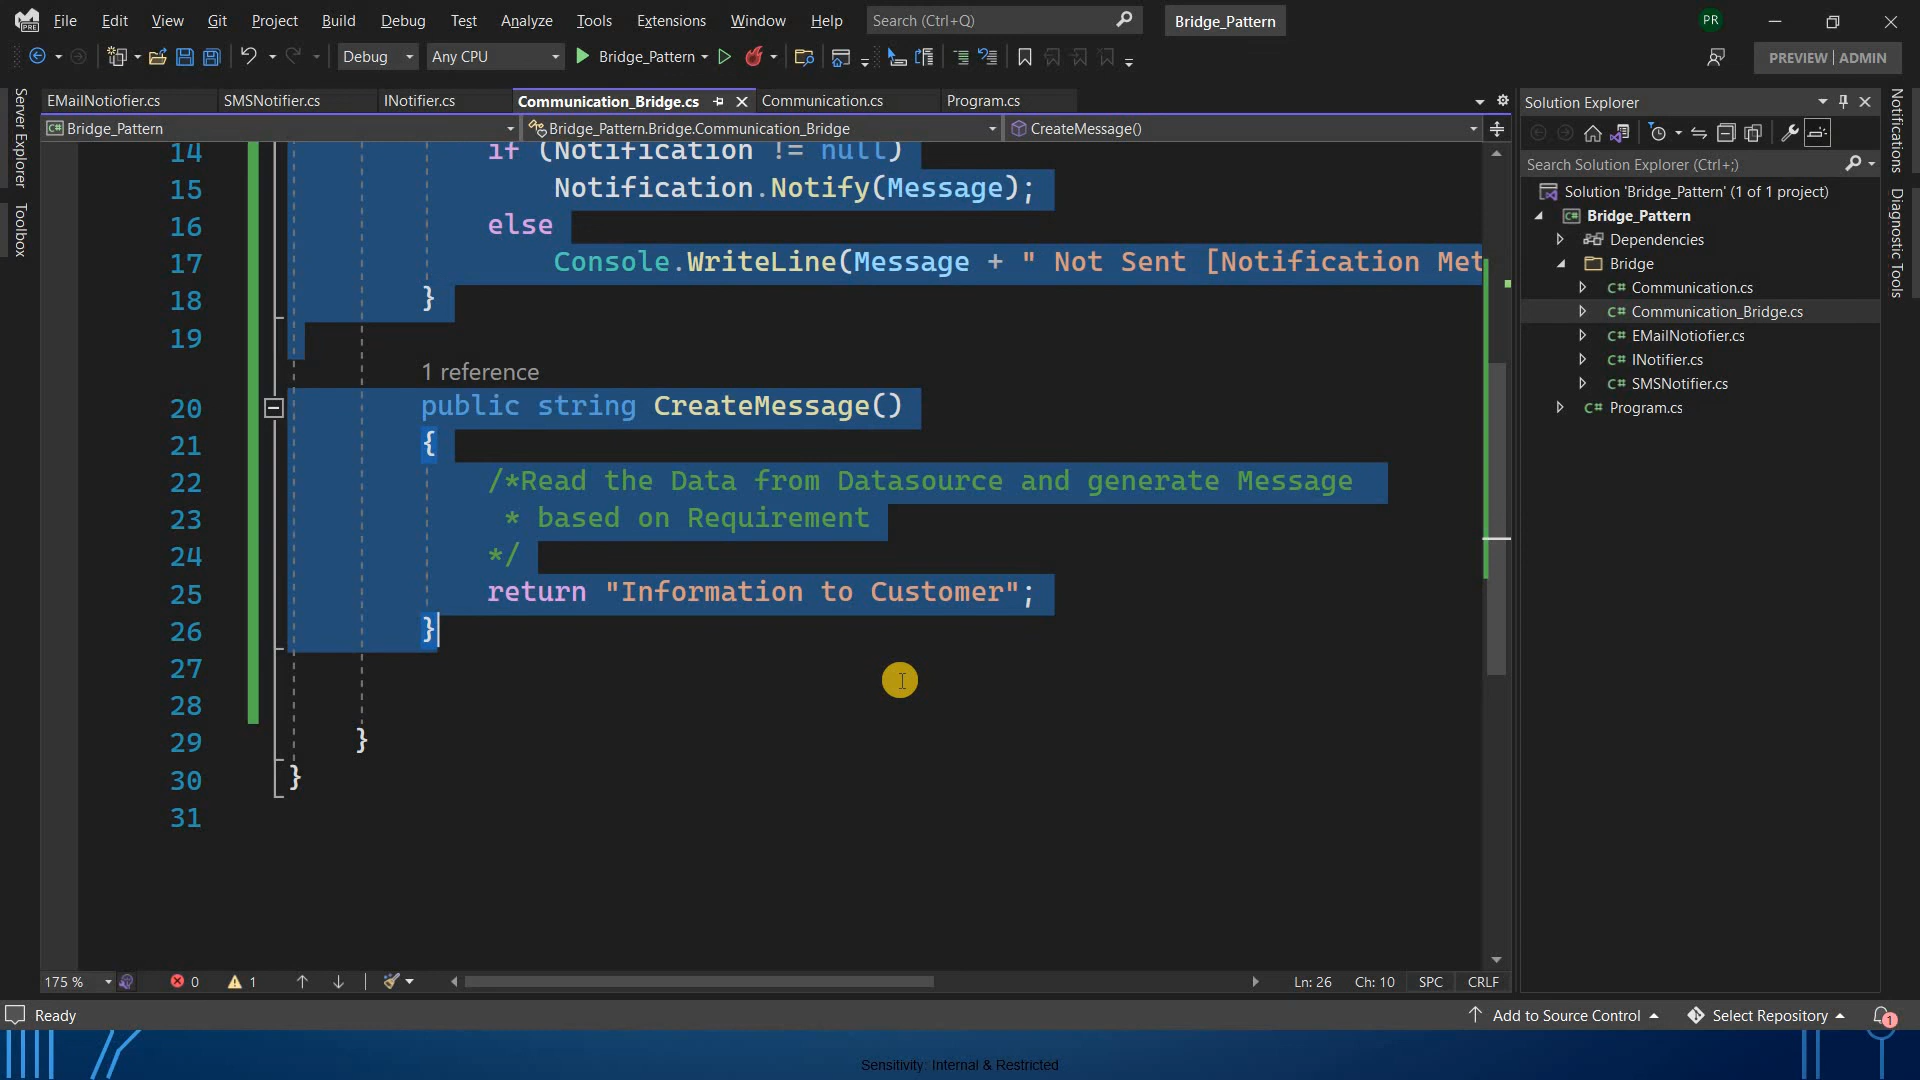 File Edit View Git Project Build Debug Test Analyze Tools Extensions Window Help Search (Ctrl+Q) Bridge_Pattern PR
Debug Any CPU Bridge_Pattern PREVIEW ADMIN
EMailNotiofier.cs SMSNotifier.cs INotifier.cs Communication_Bridge.cs Communication.cs Program.cs
Bridge_Pattern Bridge_Pattern.Bridge.Communication_Bridge CreateMessage()
Server Explorer
Toolbox
14 if (Notification != null)
15 Notification.Notify(Message);
16 else
17 Console.WriteLine(Message + " Not Sent [Notification Met
18 }
19
1 reference
20 public string CreateMessage()
21 {
22 /*Read the Data from Datasource and generate Message
23 * based on Requirement
24 */
25 return "Information to Customer";
26 }
27
28
29 }
30 }
31
175 % 0 1 Ln: 26 Ch: 10 SPC CRLF
Solution Explorer
Search Solution Explorer (Ctrl+;)
Solution 'Bridge_Pattern' (1 of 1 project)
Bridge_Pattern
Dependencies
Bridge
C# Communication.cs
C# Communication_Bridge.cs
C# EMailNotiofier.cs
C# INotifier.cs
C# SMSNotifier.cs
C# Program.cs
Notifications
Diagnostic Tools
Ready Add to Source Control Select Repository 1
Sensitivity: Internal & Restricted